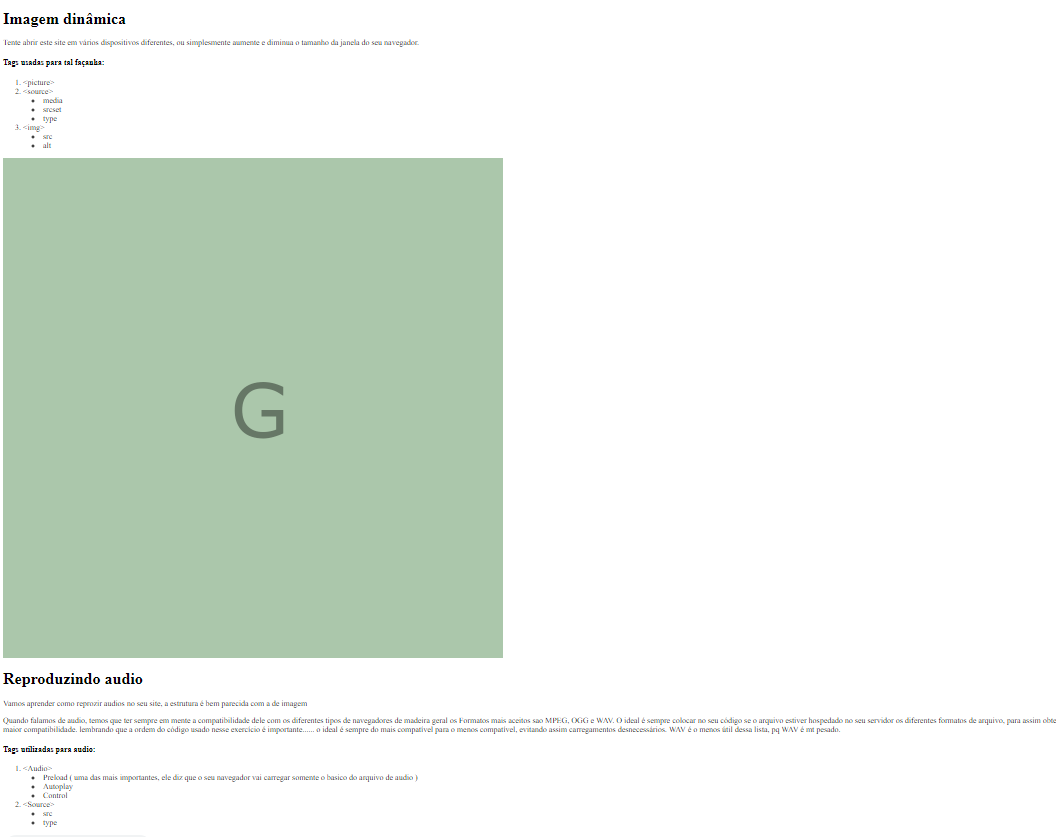 Imagem dinâmica
Tente abrir este site em vários dispositivos diferentes, ou simplesmente aumente e diminua o tamanho da janela do seu navegador.
Tags usadas para tal façanha:
1. <picture>
2. <source>
• media
• srcset
• type
3. <img>
• src
• alt
G
Reproduzindo audio
Vamos aprender como reprozir audios no seu site, a estrutura é bem parecida com a de imagem
Quando falamos de audio, temos que ter sempre em mente a compatibilidade dele com os diferentes tipos de navegadores de madeira geral os Formatos mais aceitos sao MPEG, OGG e WAV. O ideal é sempre colocar no seu código se o arquivo estiver hospedado no seu servidor os diferentes formatos de arquivo, para assim obte
maior compatibilidade. lembrando que a ordem do código usado nesse exercício é importante...... o ideal é sempre do mais compatível para o menos compatível, evitando assim carregamentos desnecessários. WAV é o menos útil dessa lista, pq WAV é mt pesado.
Tags utilizadas para audio:
1. <Audio>
• Preload ( uma das mais importantes, ele diz que o seu navegador vai carregar somente o basico do arquivo de audio )
• Autoplay
• Control
2. <Source>
• src
• type